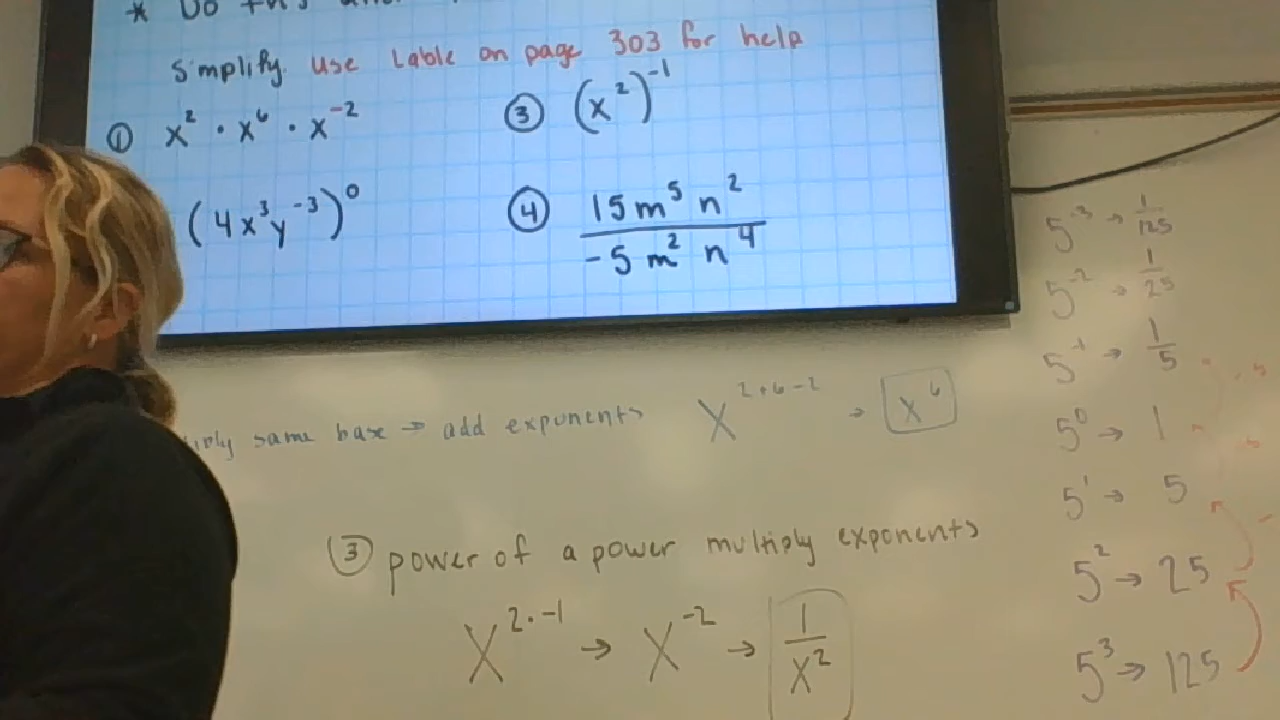 * Do this
Simplify. use table on page 303 for help
① x² · x⁶ · x⁻²
③ (x²)⁻¹
(4x³y⁻³)⁰
④ 15m⁵n² / -5m²n⁴
same base → add exponents x²⁺⁶⁻² → x⁶
③ power of a power multiply exponents
x²·⁻¹ → x⁻² → 1/x²
5⁻³ → 1/125
5⁻² → 1/25
5⁻¹ → 1/5
5⁰ → 1
5¹ → 5
5² → 25
5³ → 125